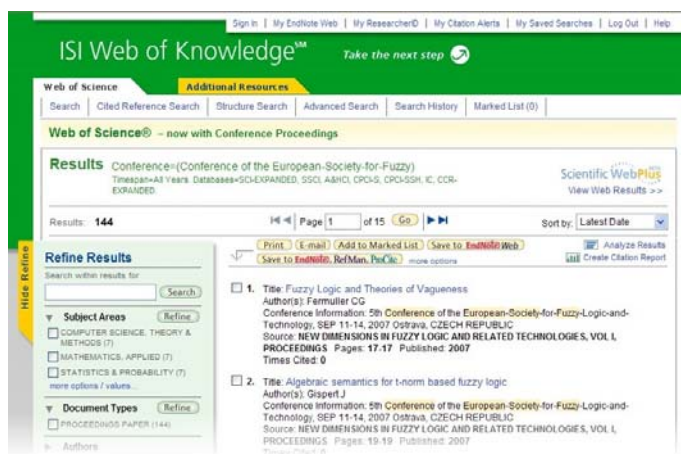 Sign In | My EndNote Web | My ResearcherID | My Citation Alerts | My Saved Searches | Log Out | Help
ISI Web of Knowledge℠ Take the next step
Web of Science Additional Resources
Search | Cited Reference Search | Structure Search | Advanced Search | Search History | Marked List (0)
Web of Science® – now with Conference Proceedings
Results Conference=(Conference of the European-Society-for-Fuzzy)
Timespan=All Years. Databases=SCI-EXPANDED, SSCI, A&HCI, CPCI-S, CPCI-SSH, IC, CCR-
EXPANDED.
Scientific WebPlus BETA
View Web Results >>
Results: 144 Page 1 of 15 Go Sort by: Latest Date
Print E-mail Add to Marked List Save to EndNote Web
Save to EndNote, RefMan, ProCite more options
Analyze Results
Create Citation Report
Hide Refine
Refine Results
Search within results for
Search
Subject Areas Refine
COMPUTER SCIENCE, THEORY &
METHODS (7)
MATHEMATICS, APPLIED (7)
STATISTICS & PROBABILITY (7)
more options / values...
Document Types Refine
PROCEEDINGS PAPER (144)
Authors
1. Title: Fuzzy Logic and Theories of Vagueness
Author(s): Fermuller CG
Conference Information: 5th Conference of the European-Society-for-Fuzzy-Logic-and-
Technology, SEP 11-14, 2007 Ostrava, CZECH REPUBLIC
Source: NEW DIMENSIONS IN FUZZY LOGIC AND RELATED TECHNOLOGIES, VOL I,
PROCEEDINGS Pages: 17-17 Published: 2007
Times Cited: 0
2. Title: Algebraic semantics for t-norm based fuzzy logic
Author(s): Gispert J
Conference Information: 5th Conference of the European-Society-for-Fuzzy-Logic-and-
Technology, SEP 11-14, 2007 Ostrava, CZECH REPUBLIC
Source: NEW DIMENSIONS IN FUZZY LOGIC AND RELATED TECHNOLOGIES, VOL I,
PROCEEDINGS Pages: 19-19 Published: 2007
Times Cited: 0